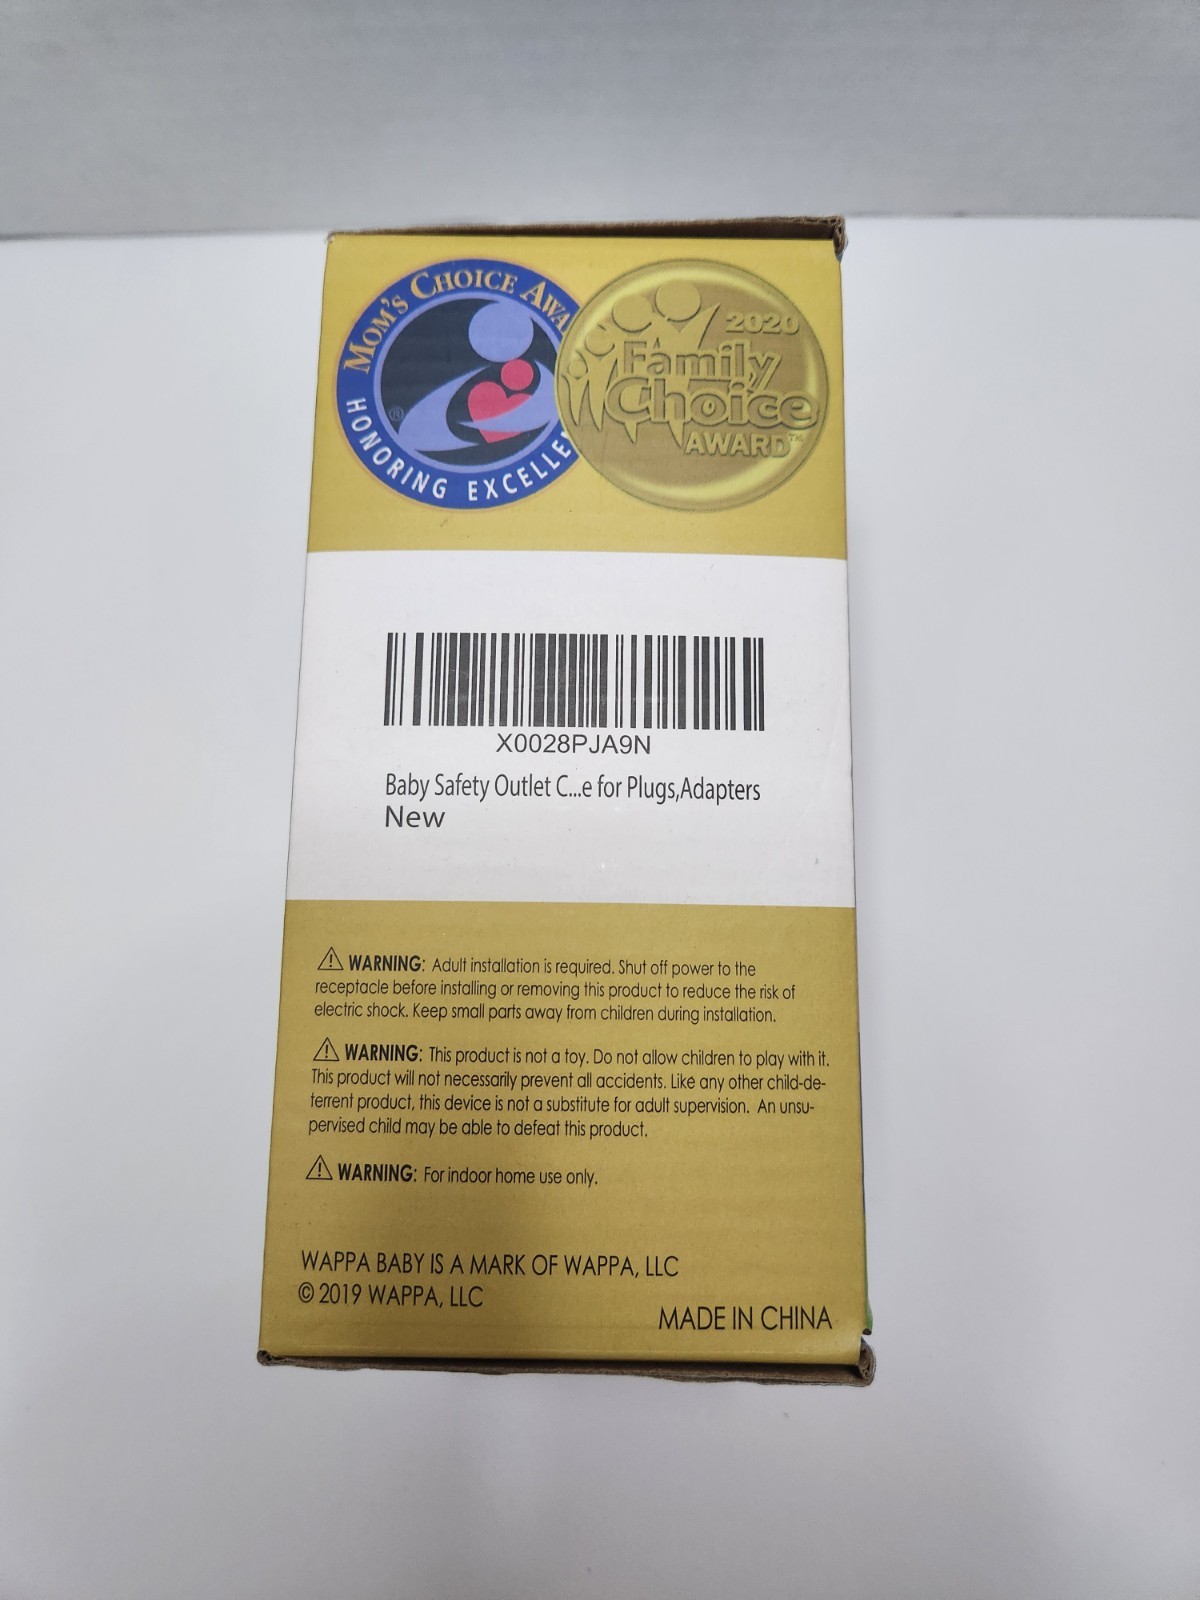 MOM'S CHOICE AWA
HONORING EXCELLE
®
2020
Family
Choice
AWARD™
X0028PJA9N
Baby Safety Outlet C...e for Plugs,Adapters
New
⚠ WARNING: Adult installation is required. Shut off power to the
receptacle before installing or removing this product to reduce the risk of
electric shock. Keep small parts away from children during installation.
⚠ WARNING: This product is not a toy. Do not allow children to play with it.
This product will not necessarily prevent all accidents. Like any other child-de-
terrent product, this device is not a substitute for adult supervision. An unsu-
pervised child may be able to defeat this product.
⚠ WARNING: For indoor home use only.
WAPPA BABY IS A MARK OF WAPPA, LLC
© 2019 WAPPA, LLC
MADE IN CHINA